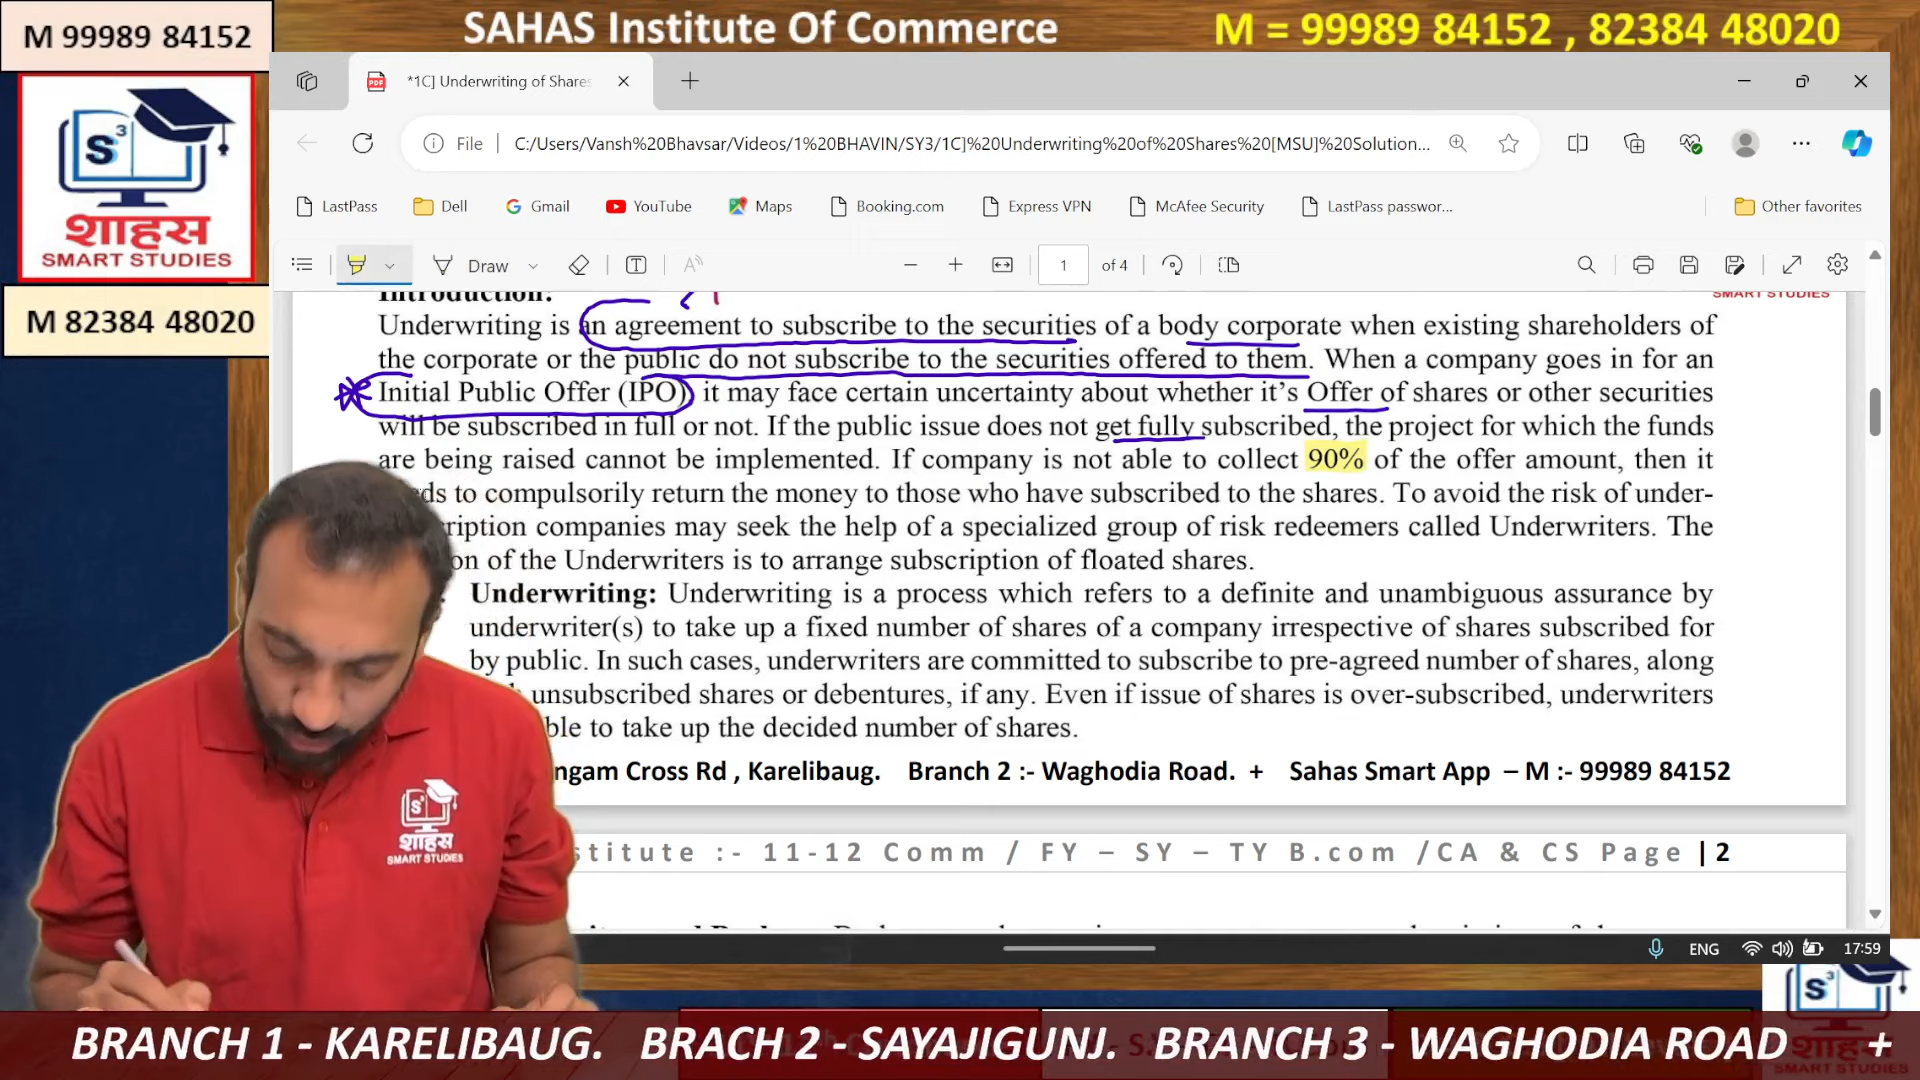 M 99989 84152
SAHAS Institute Of Commerce
M = 99989 84152 , 82384 48020
S3
शाहस
SMART STUDIES
M 82384 48020
*1C] Underwriting of Shares
File
C:/Users/Vansh%20Bhavsar/Videos/1%20BHAVIN/SY3/1C]%20Underwriting%20of%20Shares%20[MSU]%20Solution...
LastPass Dell Gmail YouTube Maps Booking.com Express VPN McAfee Security LastPass passwor... Other favorites
Draw
1 of 4
Introduction:
SMART STUDIES
Underwriting is an agreement to subscribe to the securities of a body corporate when existing shareholders of
the corporate or the public do not subscribe to the securities offered to them. When a company goes in for an
Initial Public Offer (IPO) it may face certain uncertainty about whether it's Offer of shares or other securities
will be subscribed in full or not. If the public issue does not get fully subscribed, the project for which the funds
are being raised cannot be implemented. If company is not able to collect 90% of the offer amount, then it
ds to compulsorily return the money to those who have subscribed to the shares. To avoid the risk of under-
cription companies may seek the help of a specialized group of risk redeemers called Underwriters. The
on of the Underwriters is to arrange subscription of floated shares.
Underwriting: Underwriting is a process which refers to a definite and unambiguous assurance by
underwriter(s) to take up a fixed number of shares of a company irrespective of shares subscribed for
by public. In such cases, underwriters are committed to subscribe to pre-agreed number of shares, along
unsubscribed shares or debentures, if any. Even if issue of shares is over-subscribed, underwriters
ble to take up the decided number of shares.
ngam Cross Rd , Karelibaug. Branch 2 :- Waghodia Road. + Sahas Smart App – M :- 99989 84152
stitute :- 11-12 Comm / FY – SY – TY B.com /CA & CS Page | 2
S3
शाहस
SMART STUDIES
ENG
17:59
S3
BRANCH 1 - KARELIBAUG. BRACH 2 - SAYAJIGUNJ. BRANCH 3 - WAGHODIA ROAD +